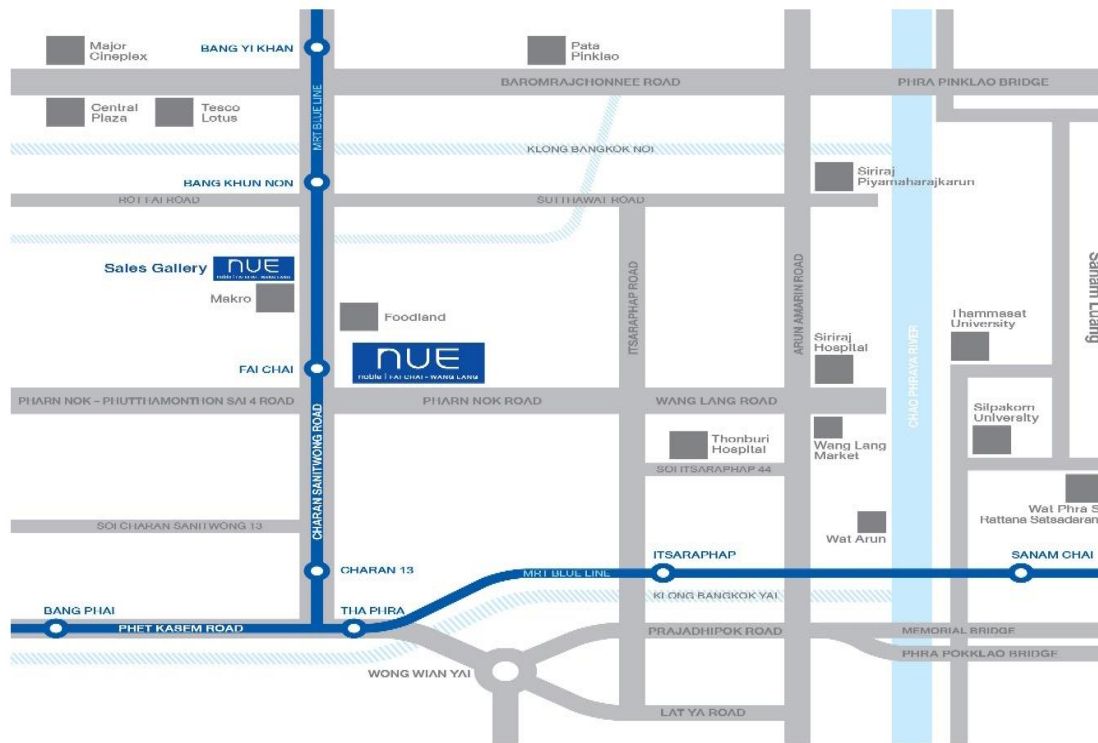 Major
Cineplex
BANG YI KHAN
Pata
Pinklao
BAROMRAJCHONNEE ROAD
PHRA PINKLAO BRIDGE
Central
Plaza
Tesco
Lotus
MRT BLUE LINE
KLONG BANGKOK NOI
BANG KHUN NON
Siriraj
Piyamaharajkarun
ROT FAI ROAD
SUTTHAWAT ROAD
Sales Gallery
nue
noble | FAI CHAI - WANG LANG
Makro
Foodland
ITSARAPHAP ROAD
ARUN AMARIN ROAD
Sanam Luang
Thammasat
University
Siriraj
Hospital
CHAO PHRAYA RIVER
FAI CHAI
nue
noble | FAI CHAI - WANG LANG
PHARN NOK - PHUTTHAMONTHON SAI 4 ROAD
PHARN NOK ROAD
WANG LANG ROAD
Silpakorn
University
CHARAN SANITWONG ROAD
Thonburi
Hospital
Wang Lang
Market
SOI ITSARAPHAP 44
SOI CHARAN SANITWONG 13
Wat Arun
Wat Phra S
Rattana Satsadaram
CHARAN 13
ITSARAPHAP
SANAM CHAI
MRT BLUE LINE
KLONG BANGKOK YAI
BANG PHAI
THA PHRA
PHET KASEM ROAD
PRAJADHIPOK ROAD
MEMORIAL BRIDGE
PHRA POKKLAO BRIDGE
WONG WIAN YAI
LAT YA ROAD